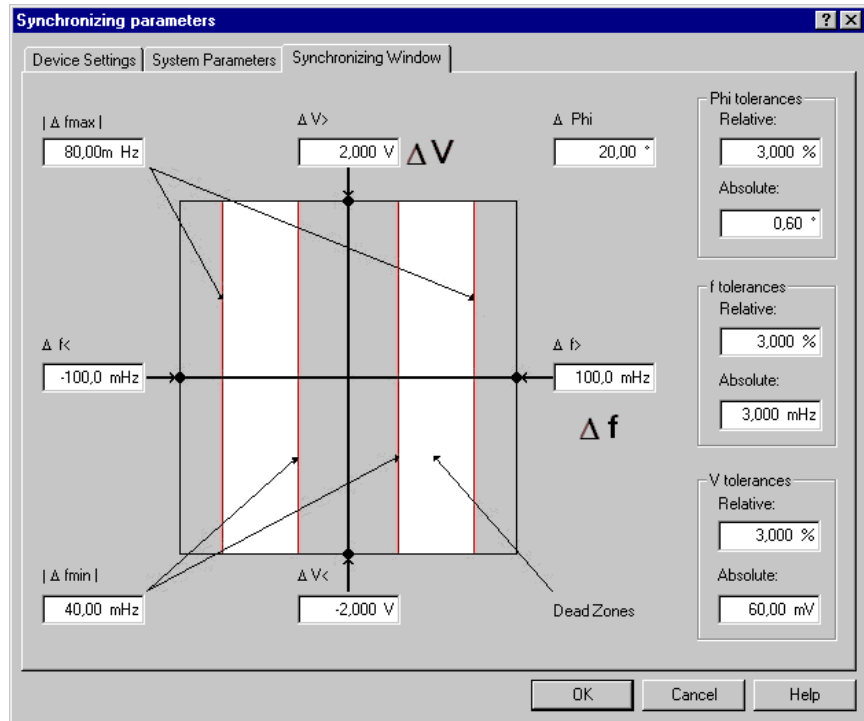 Synchronizing parameters
Device Settings
System Parameters
Synchronizing Window
| Δ fmax |
80,00m Hz
Δ V>
2,000 V
Δ V
Δ Phi
20,00 °
Phi tolerances
Relative:
3,000 %
Absolute:
0,60 °
Δ f<
-100,0 mHz
Δ f>
100,0 mHz
Δ f
f tolerances
Relative:
3,000 %
Absolute:
3,000 mHz
| Δ fmin |
40,00 mHz
Δ V<
-2,000 V
Dead Zones
V tolerances
Relative:
3,000 %
Absolute:
60,00 mV
OK
Cancel
Help